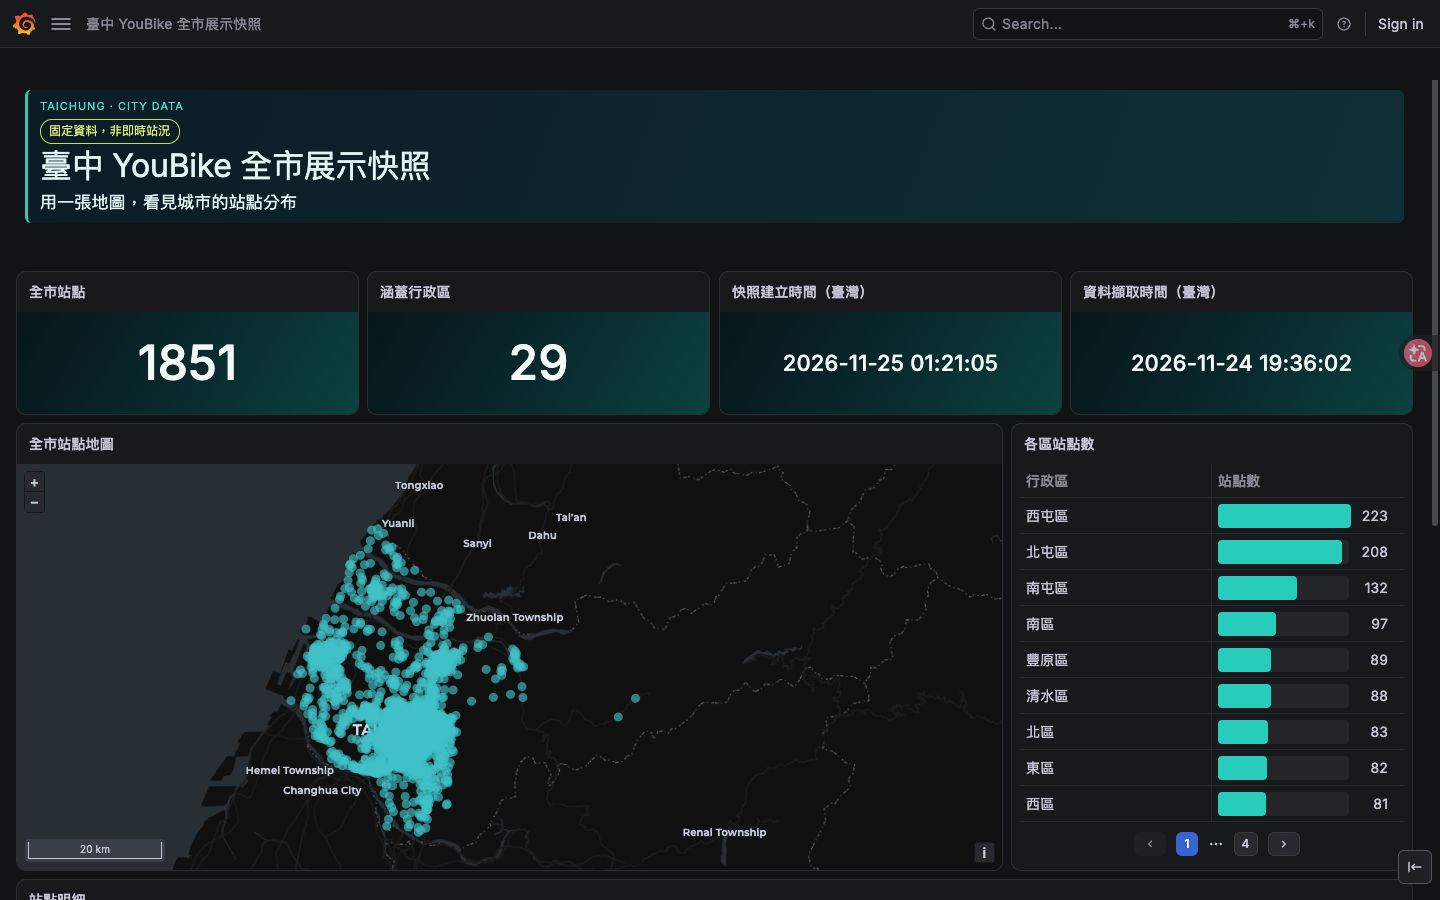 臺中 YouBike 全市展示快照
Search...
⌘+k
Sign in
TAICHUNG · CITY DATA
固定資料，非即時站況
臺中 YouBike 全市展示快照
用一張地圖，看見城市的站點分布
全市站點
1851
涵蓋行政區
29
快照建立時間（臺灣）
2026-11-25 01:21:05
資料擷取時間（臺灣）
2026-11-24 19:36:02
全市站點地圖
+
−
Tongxiao
Yuanli
Tai'an
Dahu
Sanyi
Zhuolan Township
TA
Hemei Township
Changhua City
Renai Township
20 km
i
各區站點數
行政區 站點數
西屯區 223
北屯區 208
南屯區 132
南區 97
豐原區 89
清水區 88
北區 83
東區 82
西區 81
1 ... 4
站點明細